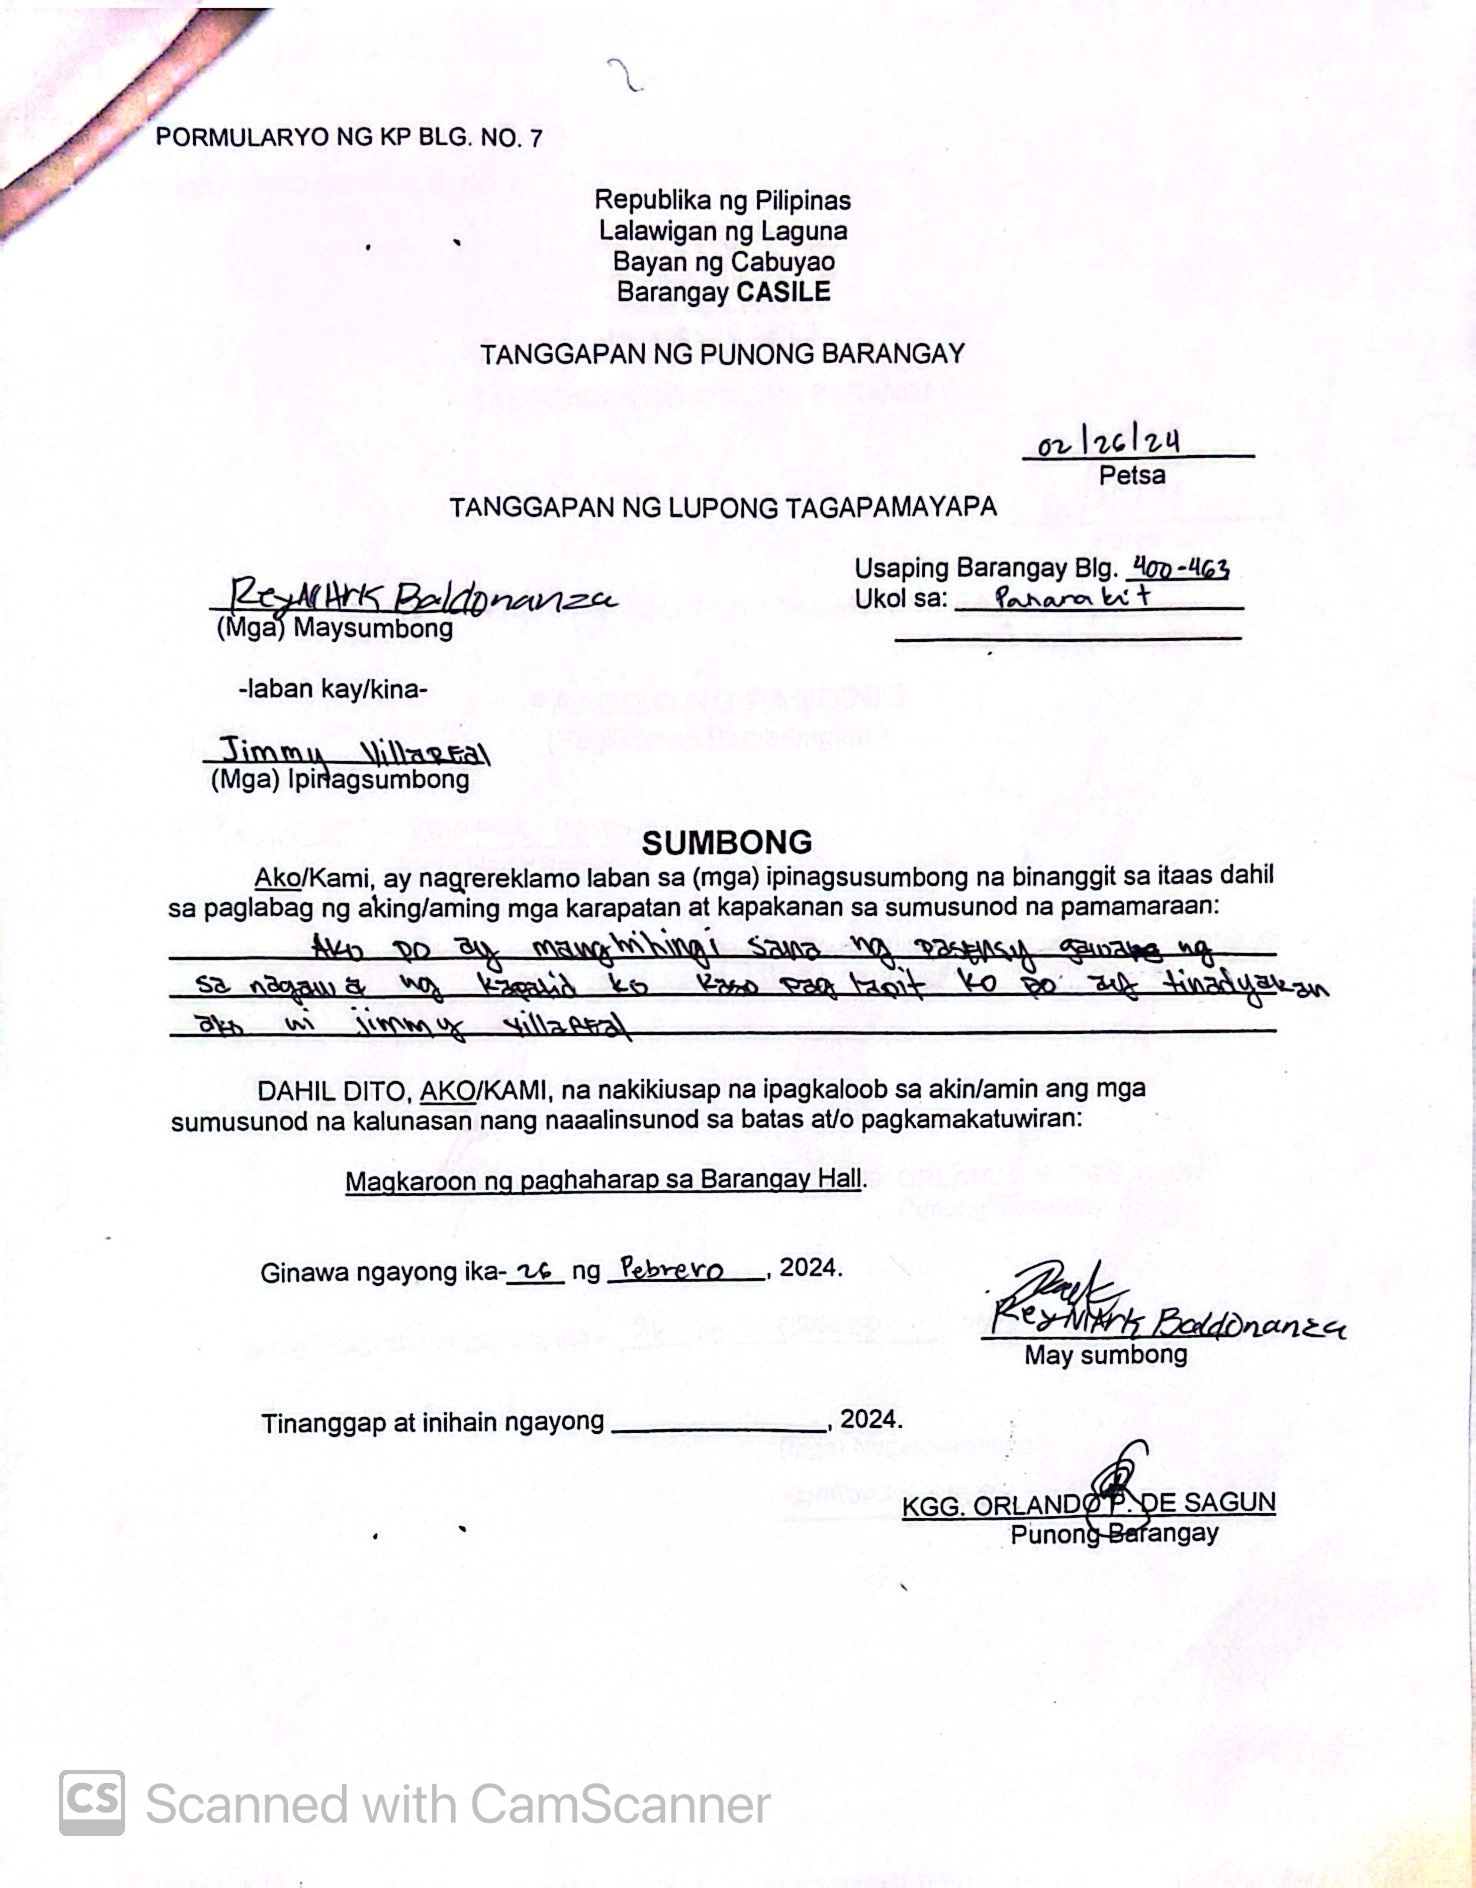 PORMULARYO NG KP BLG. NO. 7
Republika ng Pilipinas
Lalawigan ng Laguna
Bayan ng Cabuyao
Barangay CASILE
TANGGAPAN NG PUNONG BARANGAY
02/26/24
Petsa
TANGGAPAN NG LUPONG TAGAPAMAYAPA
Usaping Barangay Blg. 400-463
ReyMArk Baldonanza
Ukol sa: Pananakit
(Mga) Maysumbong
-laban kay/kina-
Jimmy VillaREal
(Mga) Ipinagsumbong
SUMBONG
Ako/Kami, ay nagrereklamo laban sa (mga) ipinagsusumbong na binanggit sa itaas dahil
sa paglabag ng aking/aming mga karapatan at kapakanan sa sumusunod na pamamaraan:
Ako po ay manghihingi sana ng pasensy gawang ng
sa nagawa ng kapatid ko kaso pag lapit ko po ay tinadyakan
ako ni jimmy villaREal
DAHIL DITO, AKO/KAMI, na nakikiusap na ipagkaloob sa akin/amin ang mga
sumusunod na kalunasan nang naaalinsunod sa batas at/o pagkamakatuwiran:
Magkaroon ng paghaharap sa Barangay Hall.
Ginawa ngayong ika- 26 ng Pebrero, 2024.
ReyMArk Baldonanza
May sumbong
Tinanggap at inihain ngayong ________, 2024.
KGG. ORLANDO P. DE SAGUN
Punong Barangay
CS Scanned with CamScanner